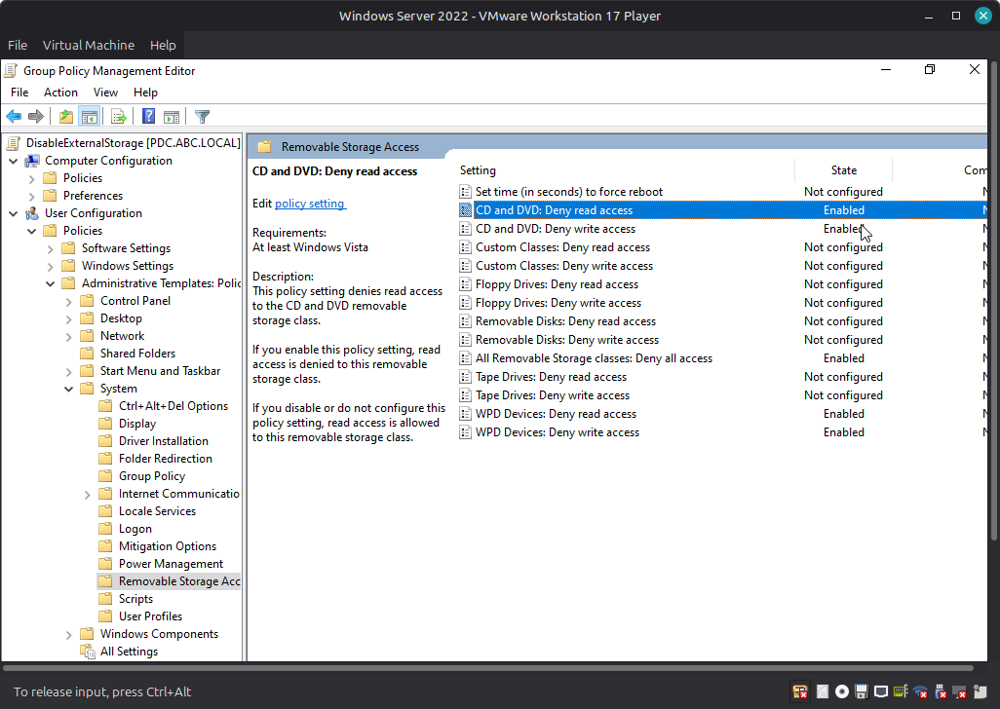 Windows Server 2022 - VMware Workstation 17 Player
File Virtual Machine Help
Group Policy Management Editor
File Action View Help
DisableExternalStorage [PDC.ABC.LOCAL]
Computer Configuration
Policies
Preferences
User Configuration
Policies
Software Settings
Windows Settings
Administrative Templates: Polic
Control Panel
Desktop
Network
Shared Folders
Start Menu and Taskbar
System
Ctrl+Alt+Del Options
Display
Driver Installation
Folder Redirection
Group Policy
Internet Communicatio
Locale Services
Logon
Mitigation Options
Power Management
Removable Storage Acc
Scripts
User Profiles
Windows Components
All Settings
Removable Storage Access
CD and DVD: Deny read access
Edit policy setting
Requirements:
At least Windows Vista
Description:
This policy setting denies read access
to the CD and DVD removable
storage class.
If you enable this policy setting, read
access is denied to this removable
storage class.
If you disable or do not configure this
policy setting, read access is allowed
to this removable storage class.
Setting State Com
Set time (in seconds) to force reboot Not configured N
CD and DVD: Deny read access Enabled N
CD and DVD: Deny write access Enabled N
Custom Classes: Deny read access Not configured N
Custom Classes: Deny write access Not configured N
Floppy Drives: Deny read access Not configured N
Floppy Drives: Deny write access Not configured N
Removable Disks: Deny read access Not configured N
Removable Disks: Deny write access Not configured N
All Removable Storage classes: Deny all access Enabled N
Tape Drives: Deny read access Not configured N
Tape Drives: Deny write access Not configured N
WPD Devices: Deny read access Enabled N
WPD Devices: Deny write access Enabled N
To release input, press Ctrl+Alt